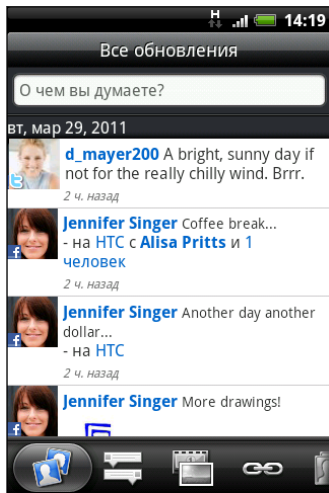 H
14:19
Все обновления
О чем вы думаете?
вт, мар 29, 2011
d_mayer200 A bright, sunny day if
not for the really chilly wind. Brrr.
2 ч. назад
Jennifer Singer Coffee break...
- на HTC с Alisa Pritts и 1
человек
2 ч. назад
Jennifer Singer Another day another
dollar...
- на HTC
2 ч. назад
Jennifer Singer More drawings!